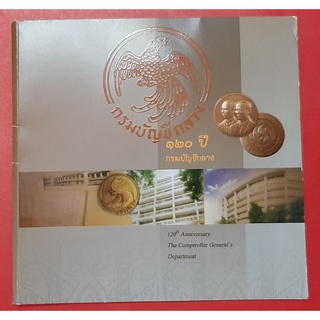 กรมบัญชีกลาง
๑๒๐ ปี
กรมบัญชีกลาง
120th Anniversary
The Comptroller General's
Department